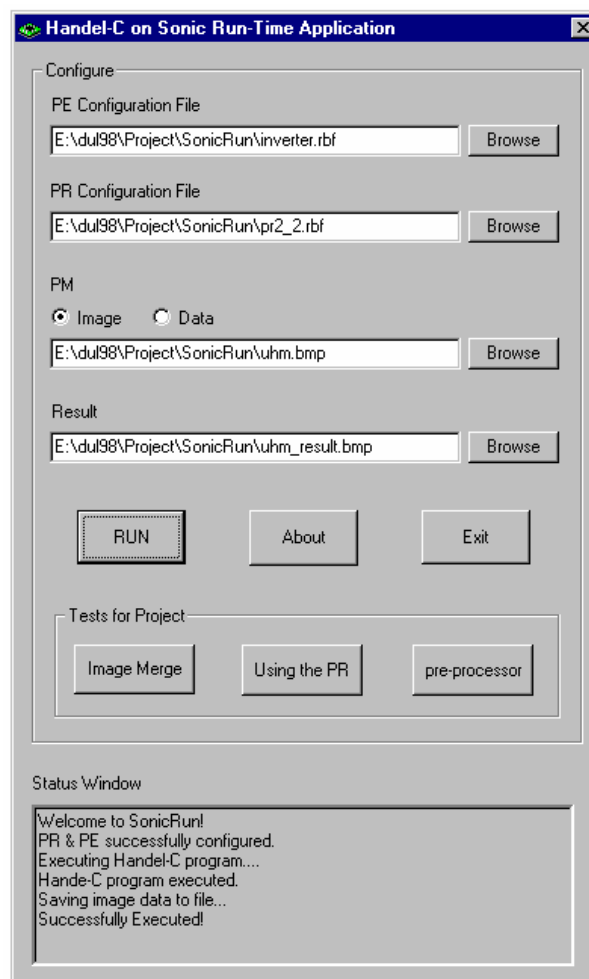 Handel-C on Sonic Run-Time Application
Configure
PE Configuration File
E:\dul98\Project\SonicRun\inverter.rbf Browse
PR Configuration File
E:\dul98\Project\SonicRun\pr2_2.rbf Browse
PM
Image Data
E:\dul98\Project\SonicRun\uhm.bmp Browse
Result
E:\dul98\Project\SonicRun\uhm_result.bmp Browse
RUN About Exit
Tests for Project
Image Merge Using the PR pre-processor
Status Window
Welcome to SonicRun!
PR & PE successfully configured.
Executing Handel-C program....
Hande-C program executed.
Saving image data to file...
Successfully Executed!